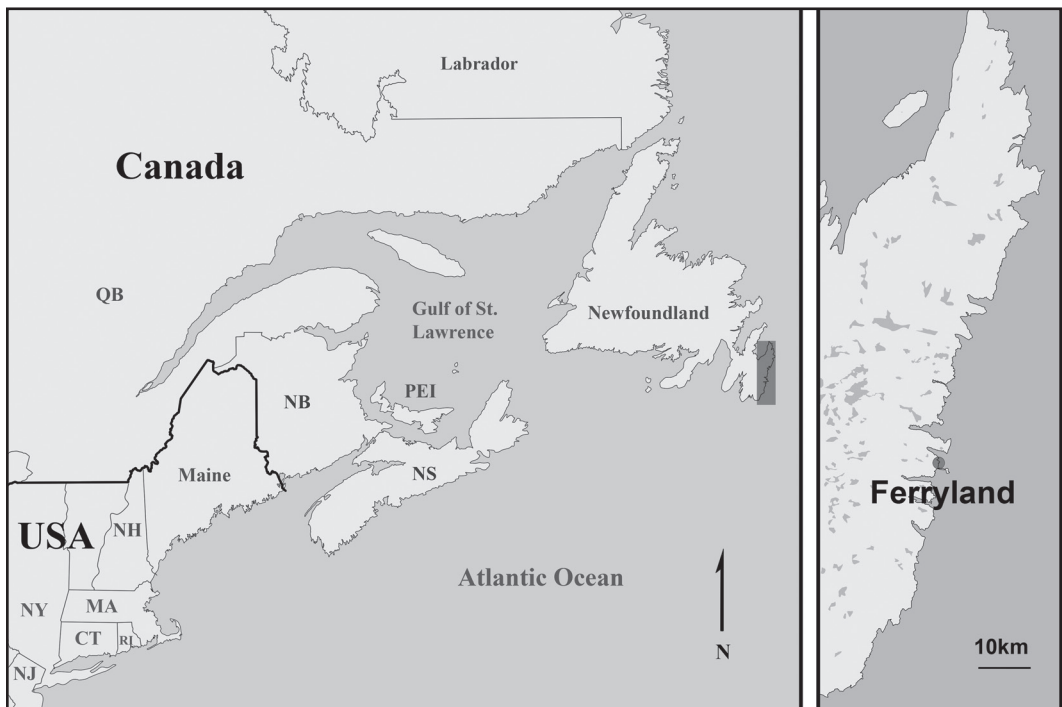 Labrador
Canada
QB
Gulf of St.
Lawrence
Newfoundland
PEI
NB
Maine
NS
USA
NH
Atlantic Ocean
NY
MA
CT
RI
NJ
N
Ferryland
10km